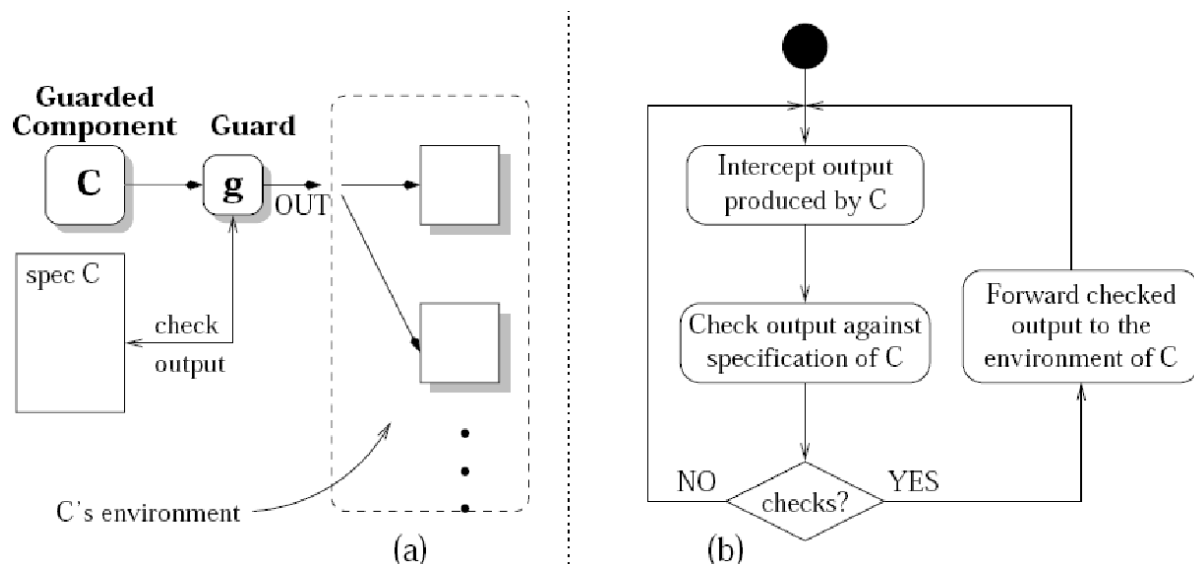 Guarded
Component
Guard
C
g
OUT
spec C
check
output
C's environment
(a)
Intercept output
produced by C
Check output against
specification of C
Forward checked
output to the
environment of C
NO
YES
checks?
(b)